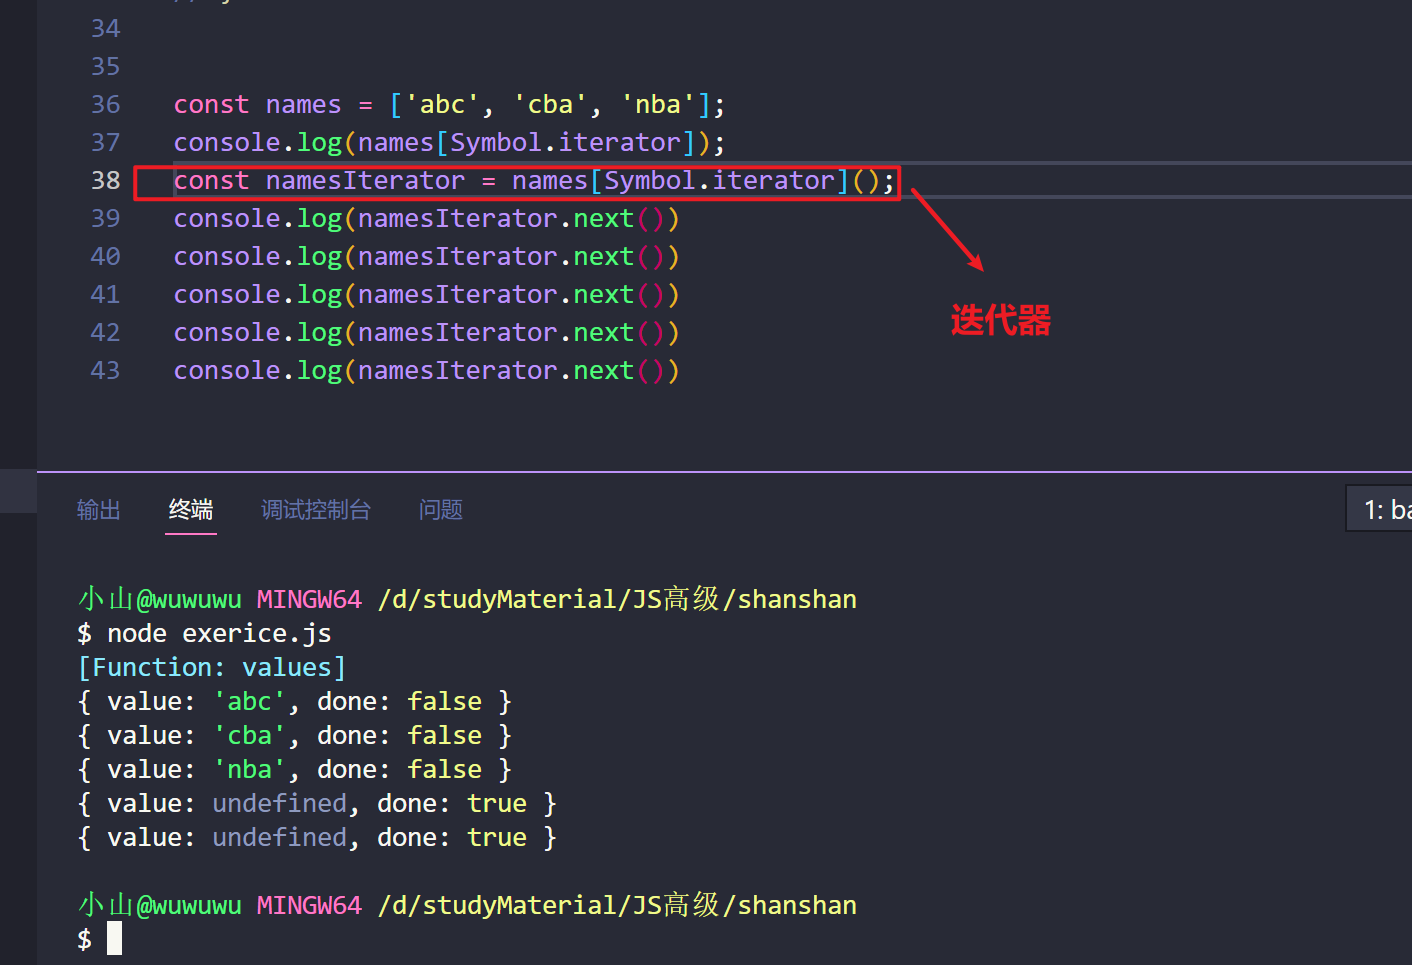 34
35
36 const names = ['abc', 'cba', 'nba'];
37 console.log(names[Symbol.iterator]);
38 const namesIterator = names[Symbol.iterator]();
39 console.log(namesIterator.next())
40 console.log(namesIterator.next())
41 console.log(namesIterator.next())
42 console.log(namesIterator.next())
43 console.log(namesIterator.next())
迭代器
输出 终端 调试控制台 问题
1: ba
小山@wuwuwu MINGW64 /d/studyMaterial/JS高级/shanshan
$ node exerice.js
[Function: values]
{ value: 'abc', done: false }
{ value: 'cba', done: false }
{ value: 'nba', done: false }
{ value: undefined, done: true }
{ value: undefined, done: true }
小山@wuwuwu MINGW64 /d/studyMaterial/JS高级/shanshan
$